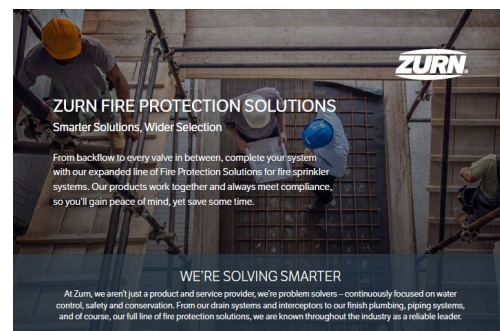 ZURN
ZURN FIRE PROTECTION SOLUTIONS
Smarter Solutions, Wider Selection
From backflow to every valve in between, complete your system
with our expanded line of Fire Protection Solutions for fire sprinkler
systems. Our products work together and always meet compliance,
so you'll gain peace of mind, yet save some time.
WE'RE SOLVING SMARTER
At Zurn, we aren't just a product and service provider, we're problem solvers – continuously focused on water
control, safety and conservation. From our drain systems and interceptors to our finish plumbing, piping systems,
and of course, our full line of fire protection solutions, we are known throughout the industry as a reliable leader.